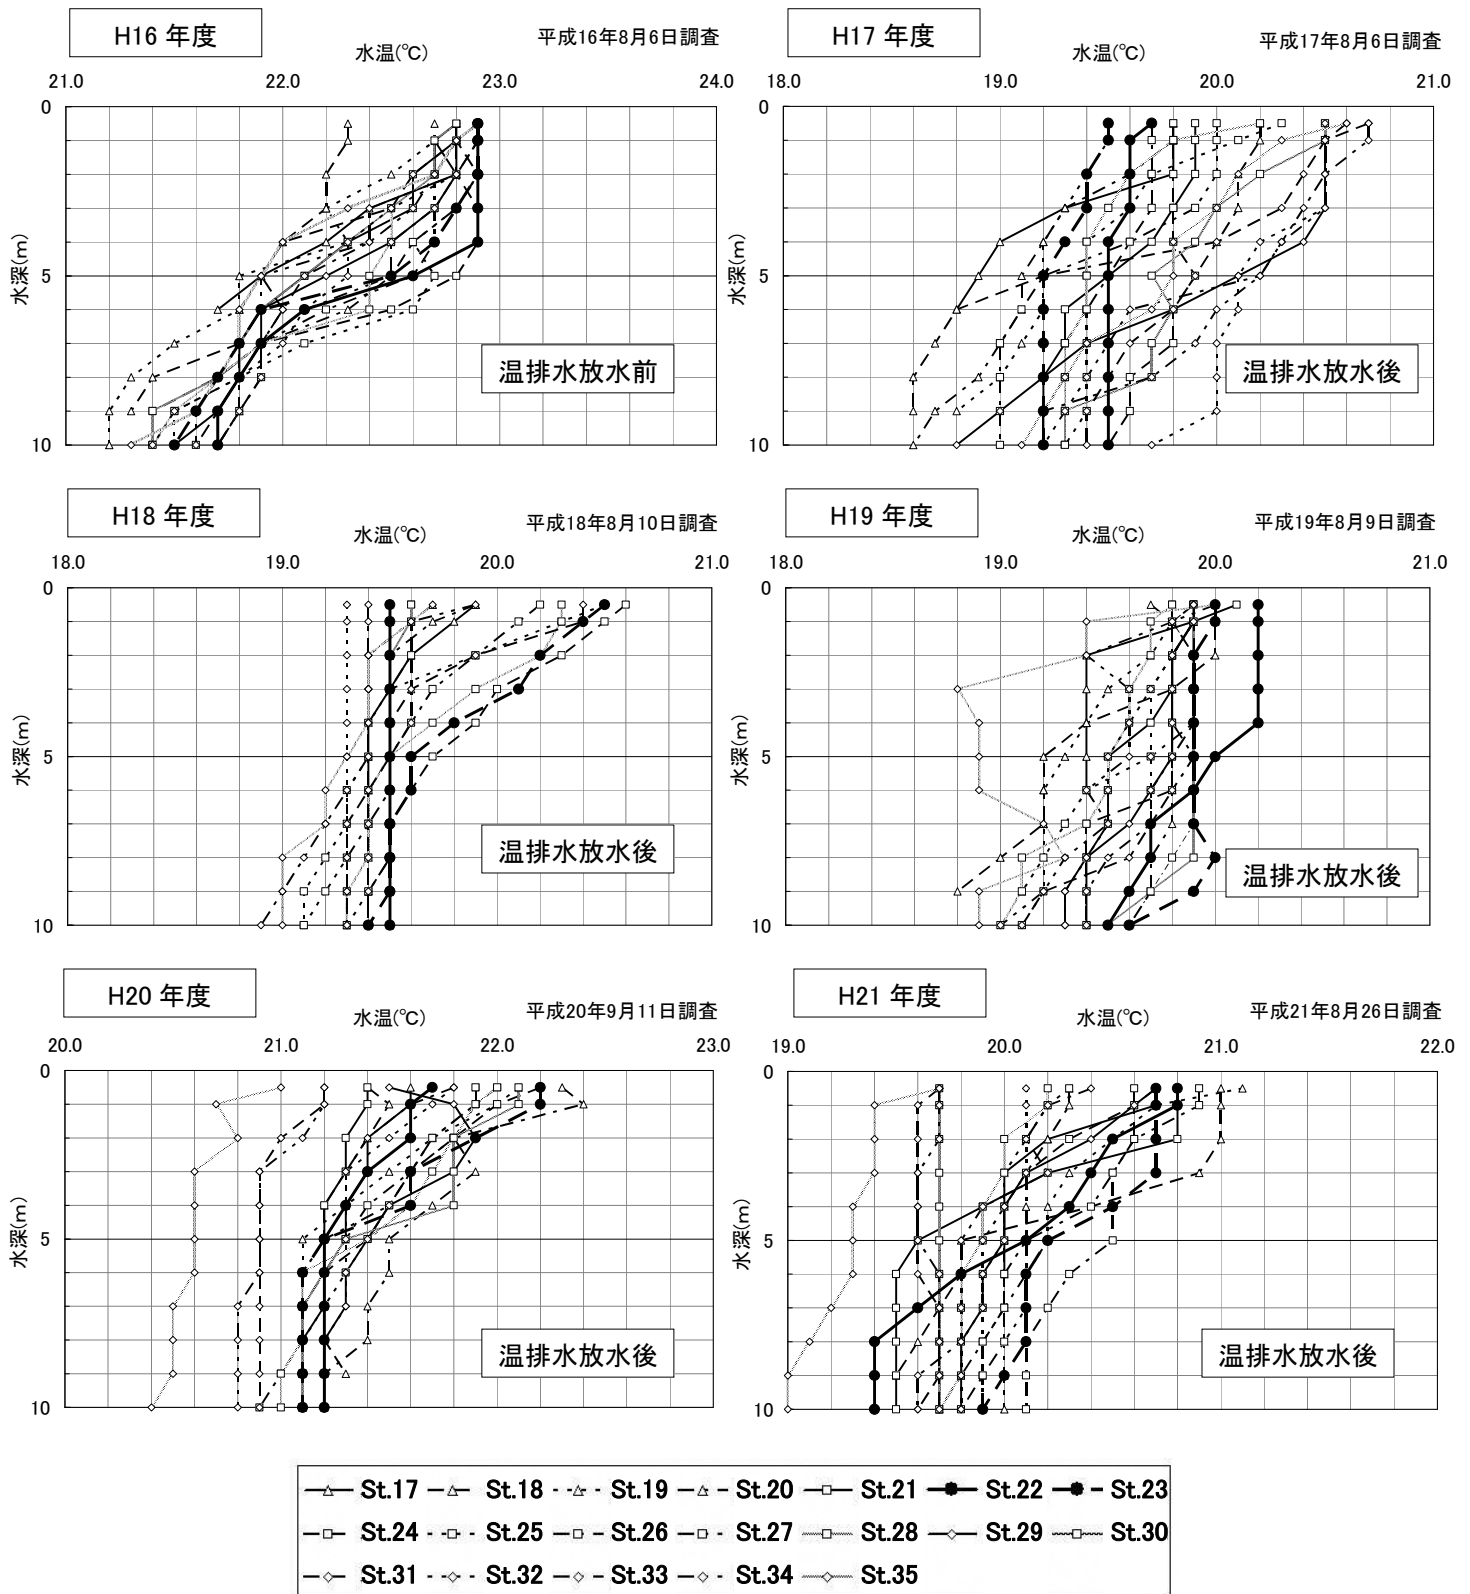 H16 年度
水温(℃)
平成16年8月6日調査
21.0 22.0 23.0 24.0
0
5
10
水深(m)
温排水放水前
H17 年度
水温(℃)
平成17年8月6日調査
18.0 19.0 20.0 21.0
0
5
10
水深(m)
温排水放水後
H18 年度
水温(℃)
平成18年8月10日調査
18.0 19.0 20.0 21.0
0
5
10
水深(m)
温排水放水後
H19 年度
水温(℃)
平成19年8月9日調査
18.0 19.0 20.0 21.0
0
5
10
水深(m)
温排水放水後
H20 年度
水温(℃)
平成20年9月11日調査
20.0 21.0 22.0 23.0
0
5
10
水深(m)
温排水放水後
H21 年度
水温(℃)
平成21年8月26日調査
19.0 20.0 21.0 22.0
0
5
10
水深(m)
温排水放水後
St.17 St.18 St.19 St.20 St.21 St.22 St.23
St.24 St.25 St.26 St.27 St.28 St.29 St.30
St.31 St.32 St.33 St.34 St.35